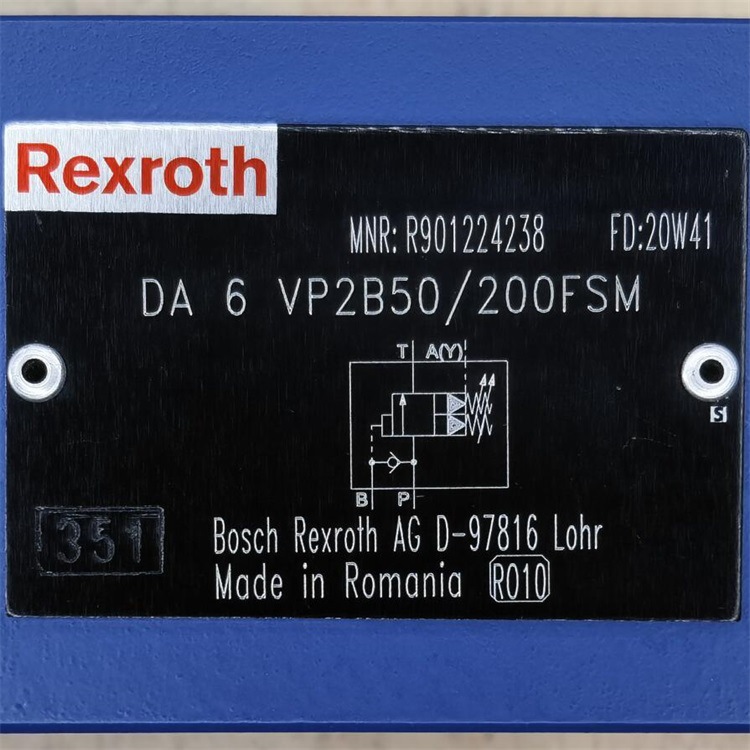 Rexroth
MNR: R901224238 FD:20W41
DA 6 VP2B50/200FSM
T A(Y)
S
B P
351
Bosch Rexroth AG D-97816 Lohr
Made in Romania R010